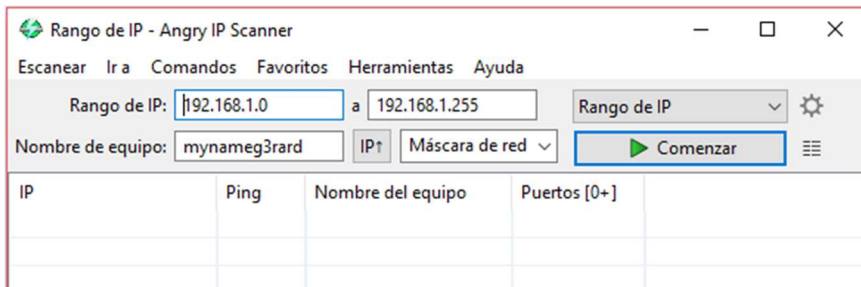 Rango de IP - Angry IP Scanner
Escanear Ir a Comandos Favoritos Herramientas Ayuda
Rango de IP: 192.168.1.0 a 192.168.1.255 Rango de IP
Nombre de equipo: mynameg3rard IP↑ Máscara de red Comenzar
IP Ping Nombre del equipo Puertos [0+]